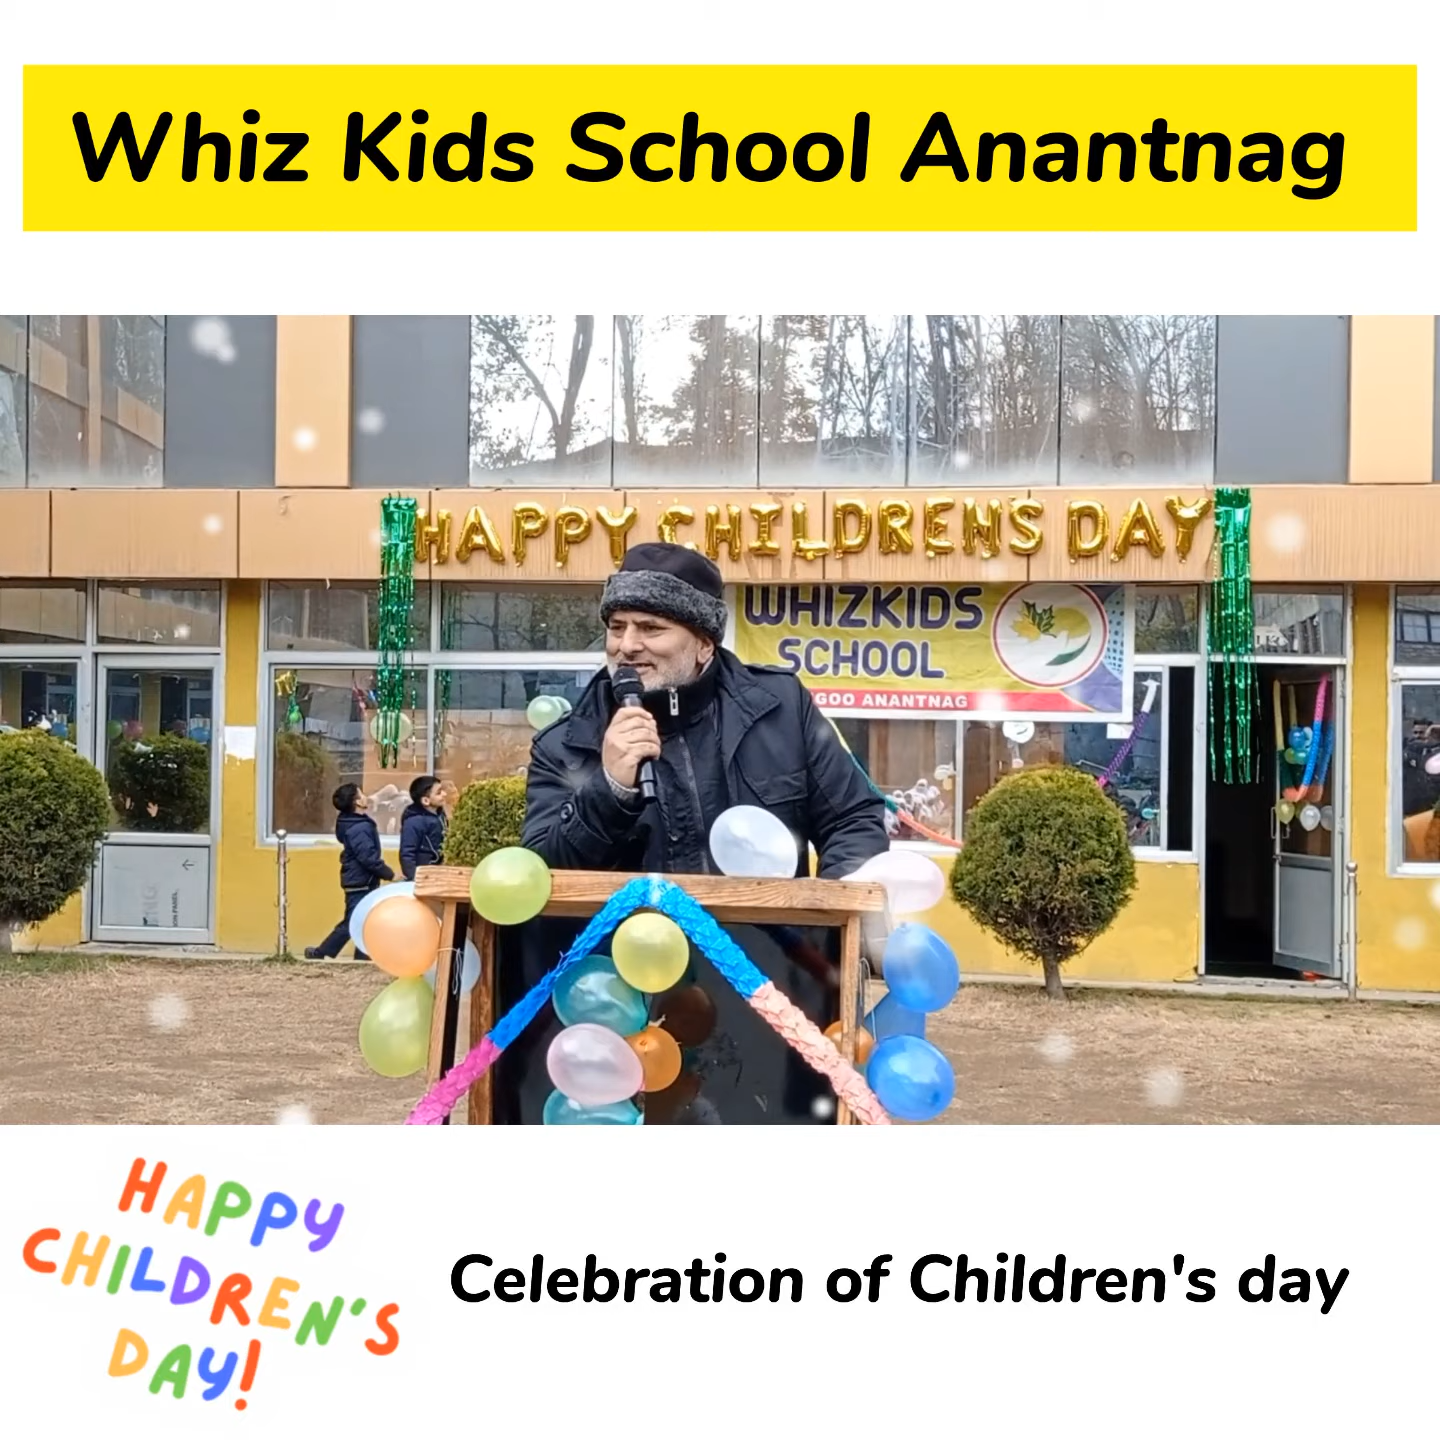 Whiz Kids School Anantnag
HAPPY CHILDRENS DAY
WHIZKIDS
SCHOOL
ANANTNAG
HAPPY
CHILDREN'S
DAY!
Celebration of Children's day